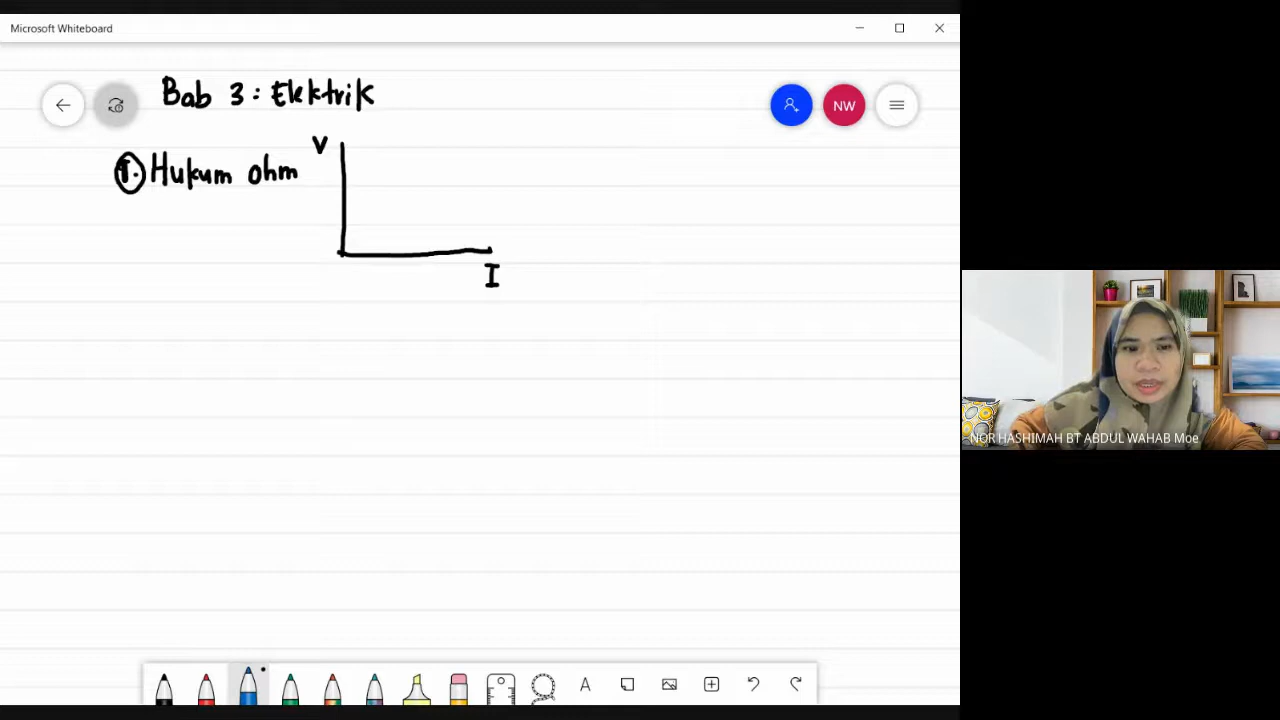 Microsoft Whiteboard
Bab 3 : Elektrik
NW
V
1. Hukum ohm
I
NOR HASHIMAH BT ABDUL WAHAB Moe
A